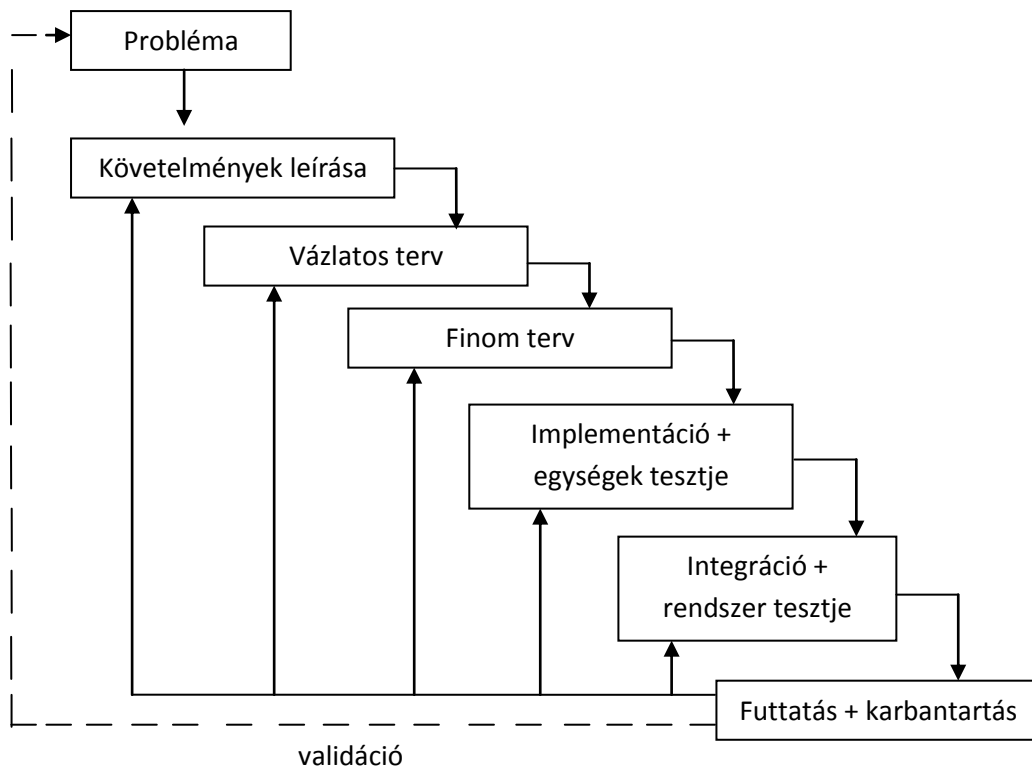 Probléma
Követelmények leírása
Vázlatos terv
Finom terv
Implementáció +
egységek tesztje
Integráció +
rendszer tesztje
Futtatás + karbantartás
validáció